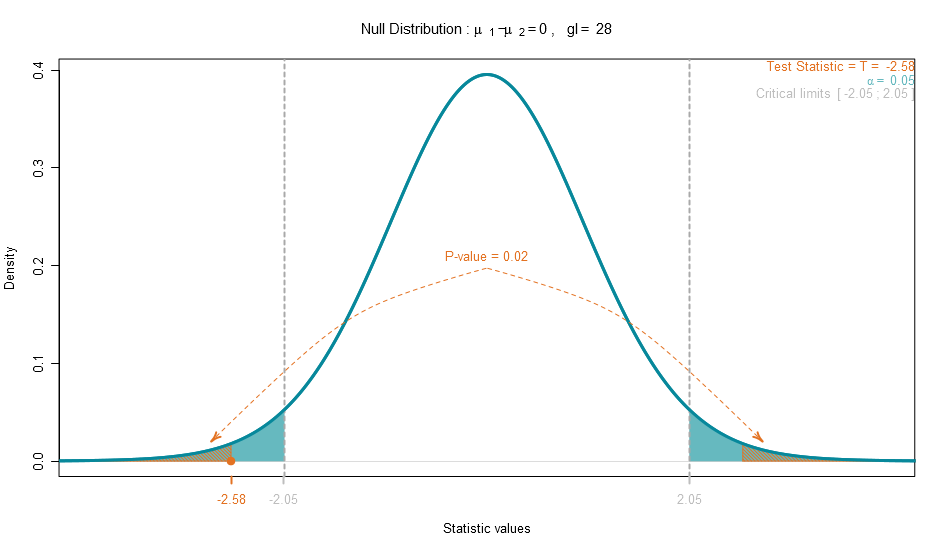 Null Distribution : μ 1 −μ 2 = 0 , gl = 28
Test Statistic = T = -2.58
α = 0.05
Critical limits [ -2.05 ; 2.05 ]
P-value = 0.02
Density
0.4
0.3
0.2
0.1
0.0
-2.58
-2.05
2.05
Statistic values